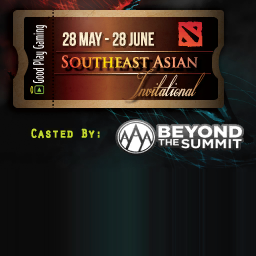 Good Play Gaming
28 MAY - 28 JUNE
SOUTHEAST ASIAN
Invitational
CASTED BY:
BEYOND
THE SUMMIT